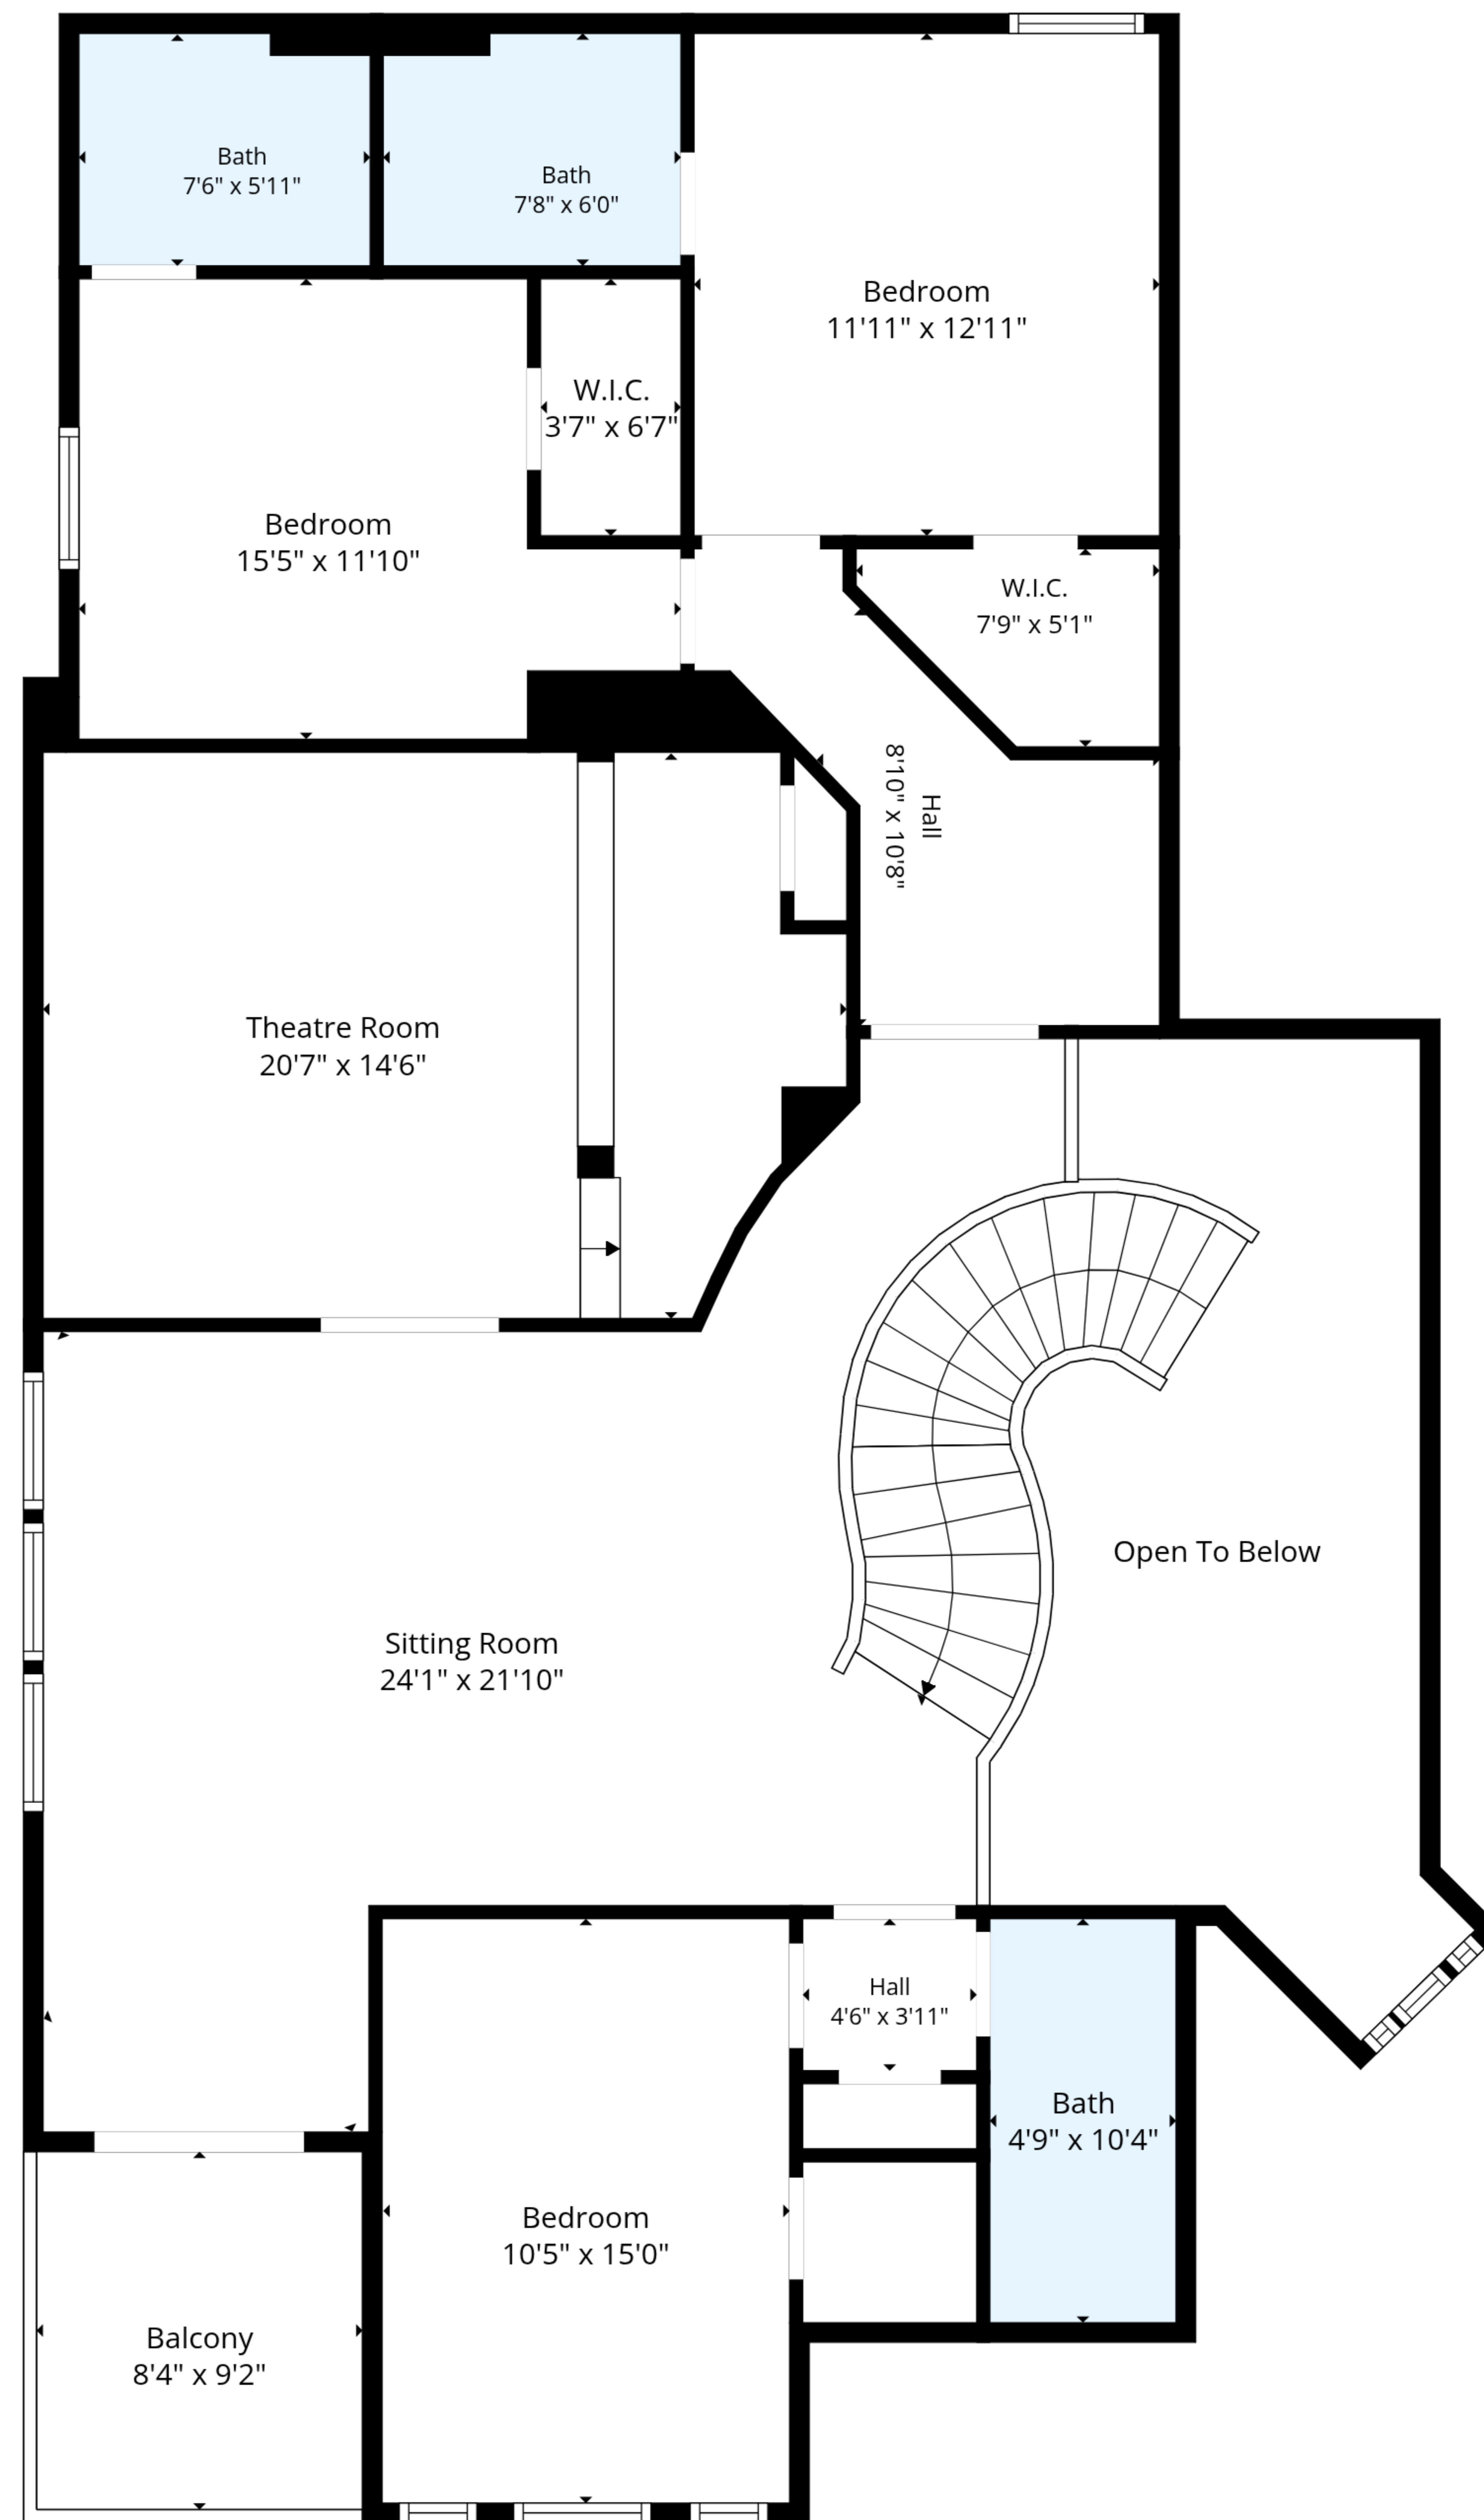 Bath
7'6" x 5'11"
Bath
7'8" x 6'0"
Bedroom
11'11" x 12'11"
W.I.C.
3'7" x 6'7"
Bedroom
15'5" x 11'10"
W.I.C.
7'9" x 5'1"
Hall
8'10" x 10'8"
Theatre Room
20'7" x 14'6"
Open To Below
Sitting Room
24'1" x 21'10"
Hall
4'6" x 3'11"
Bath
4'9" x 10'4"
Bedroom
10'5" x 15'0"
Balcony
8'4" x 9'2"